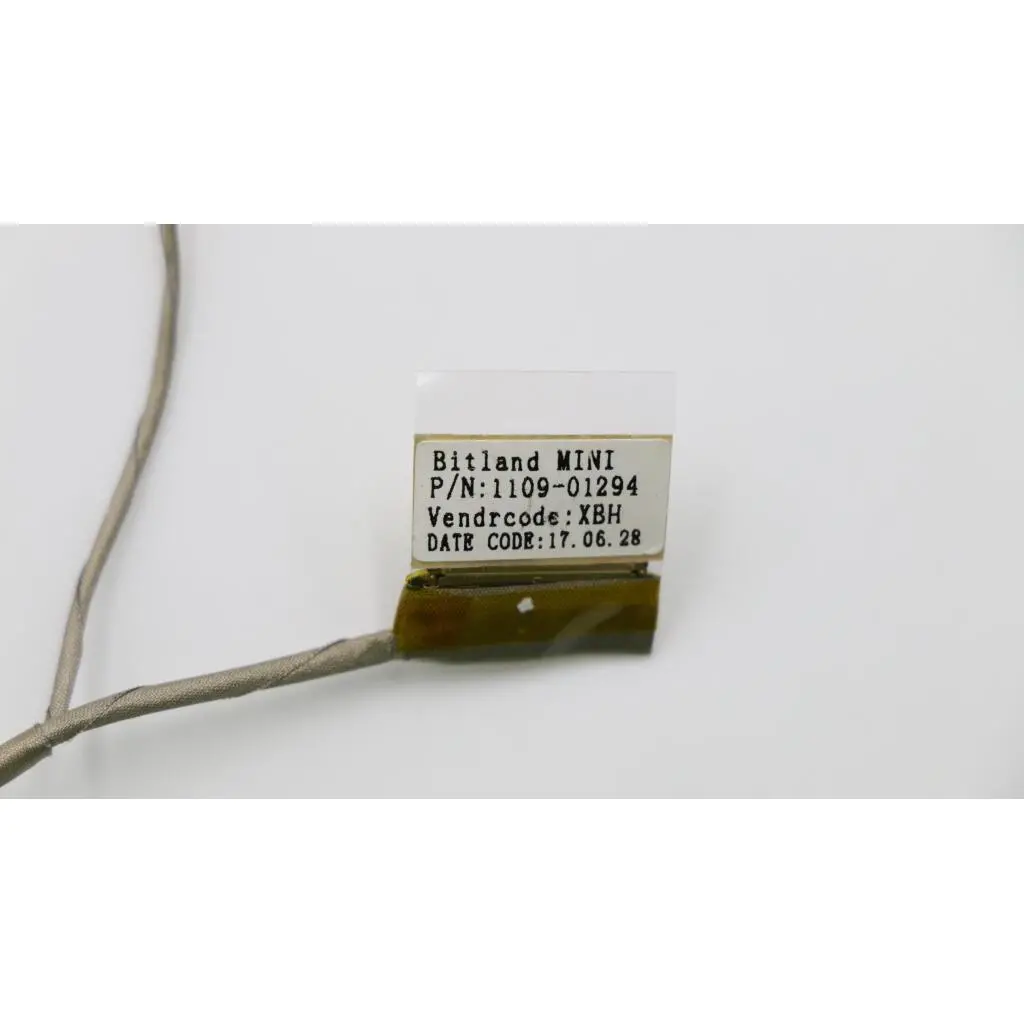 Bitland MINI
P/N:1109-01294
Vendrcode:XBH
DATE CODE:17.06.28